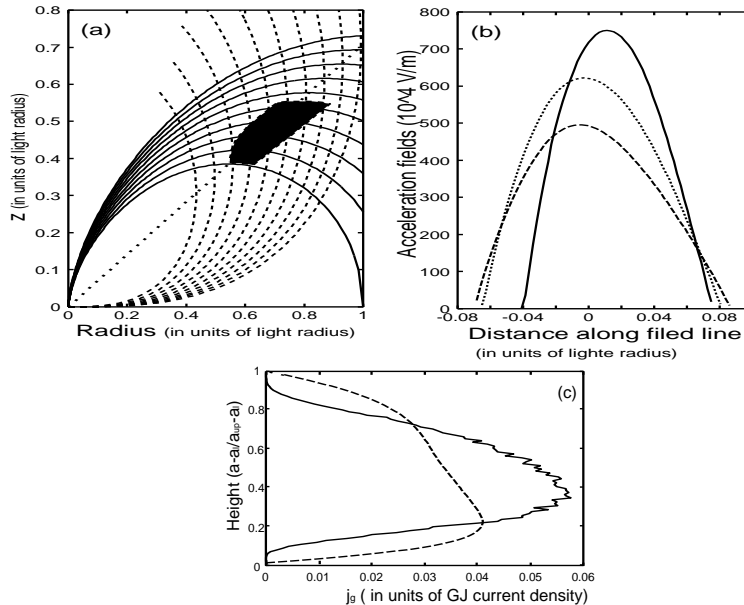 (a)
0.8
0.7
0.6
0.5
0.4
0.3
0.2
0.1
0
Z (in units of light radius)
0 0.2 0.4 0.6 0.8 1
Radius (in units of light radius)
(b)
800
700
600
500
400
300
200
100
0
Acceleration fields (10^4 V/m)
-0.08 -0.04 0 0.04 0.08
Distance along filed line
(in units of lighte radius)
(c)
1
0.8
0.6
0.4
0.2
0
Height (a-al/aup-al)
0 0.01 0.02 0.03 0.04 0.05 0.06
jg ( in units of GJ current density)